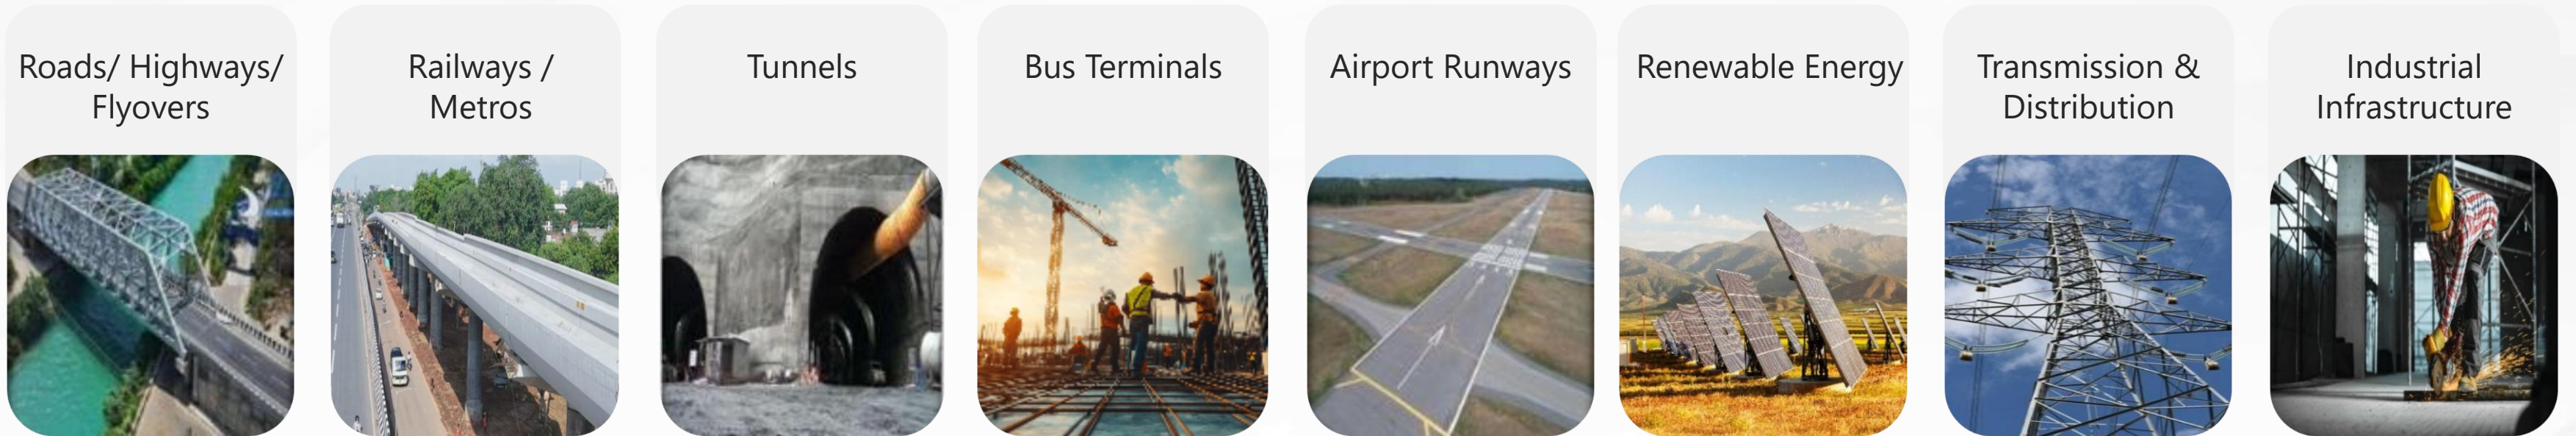 Roads/ Highways/
Flyovers
Railways /
Metros
Tunnels
Bus Terminals
Airport Runways
Renewable Energy
Transmission &
Distribution
Industrial
Infrastructure